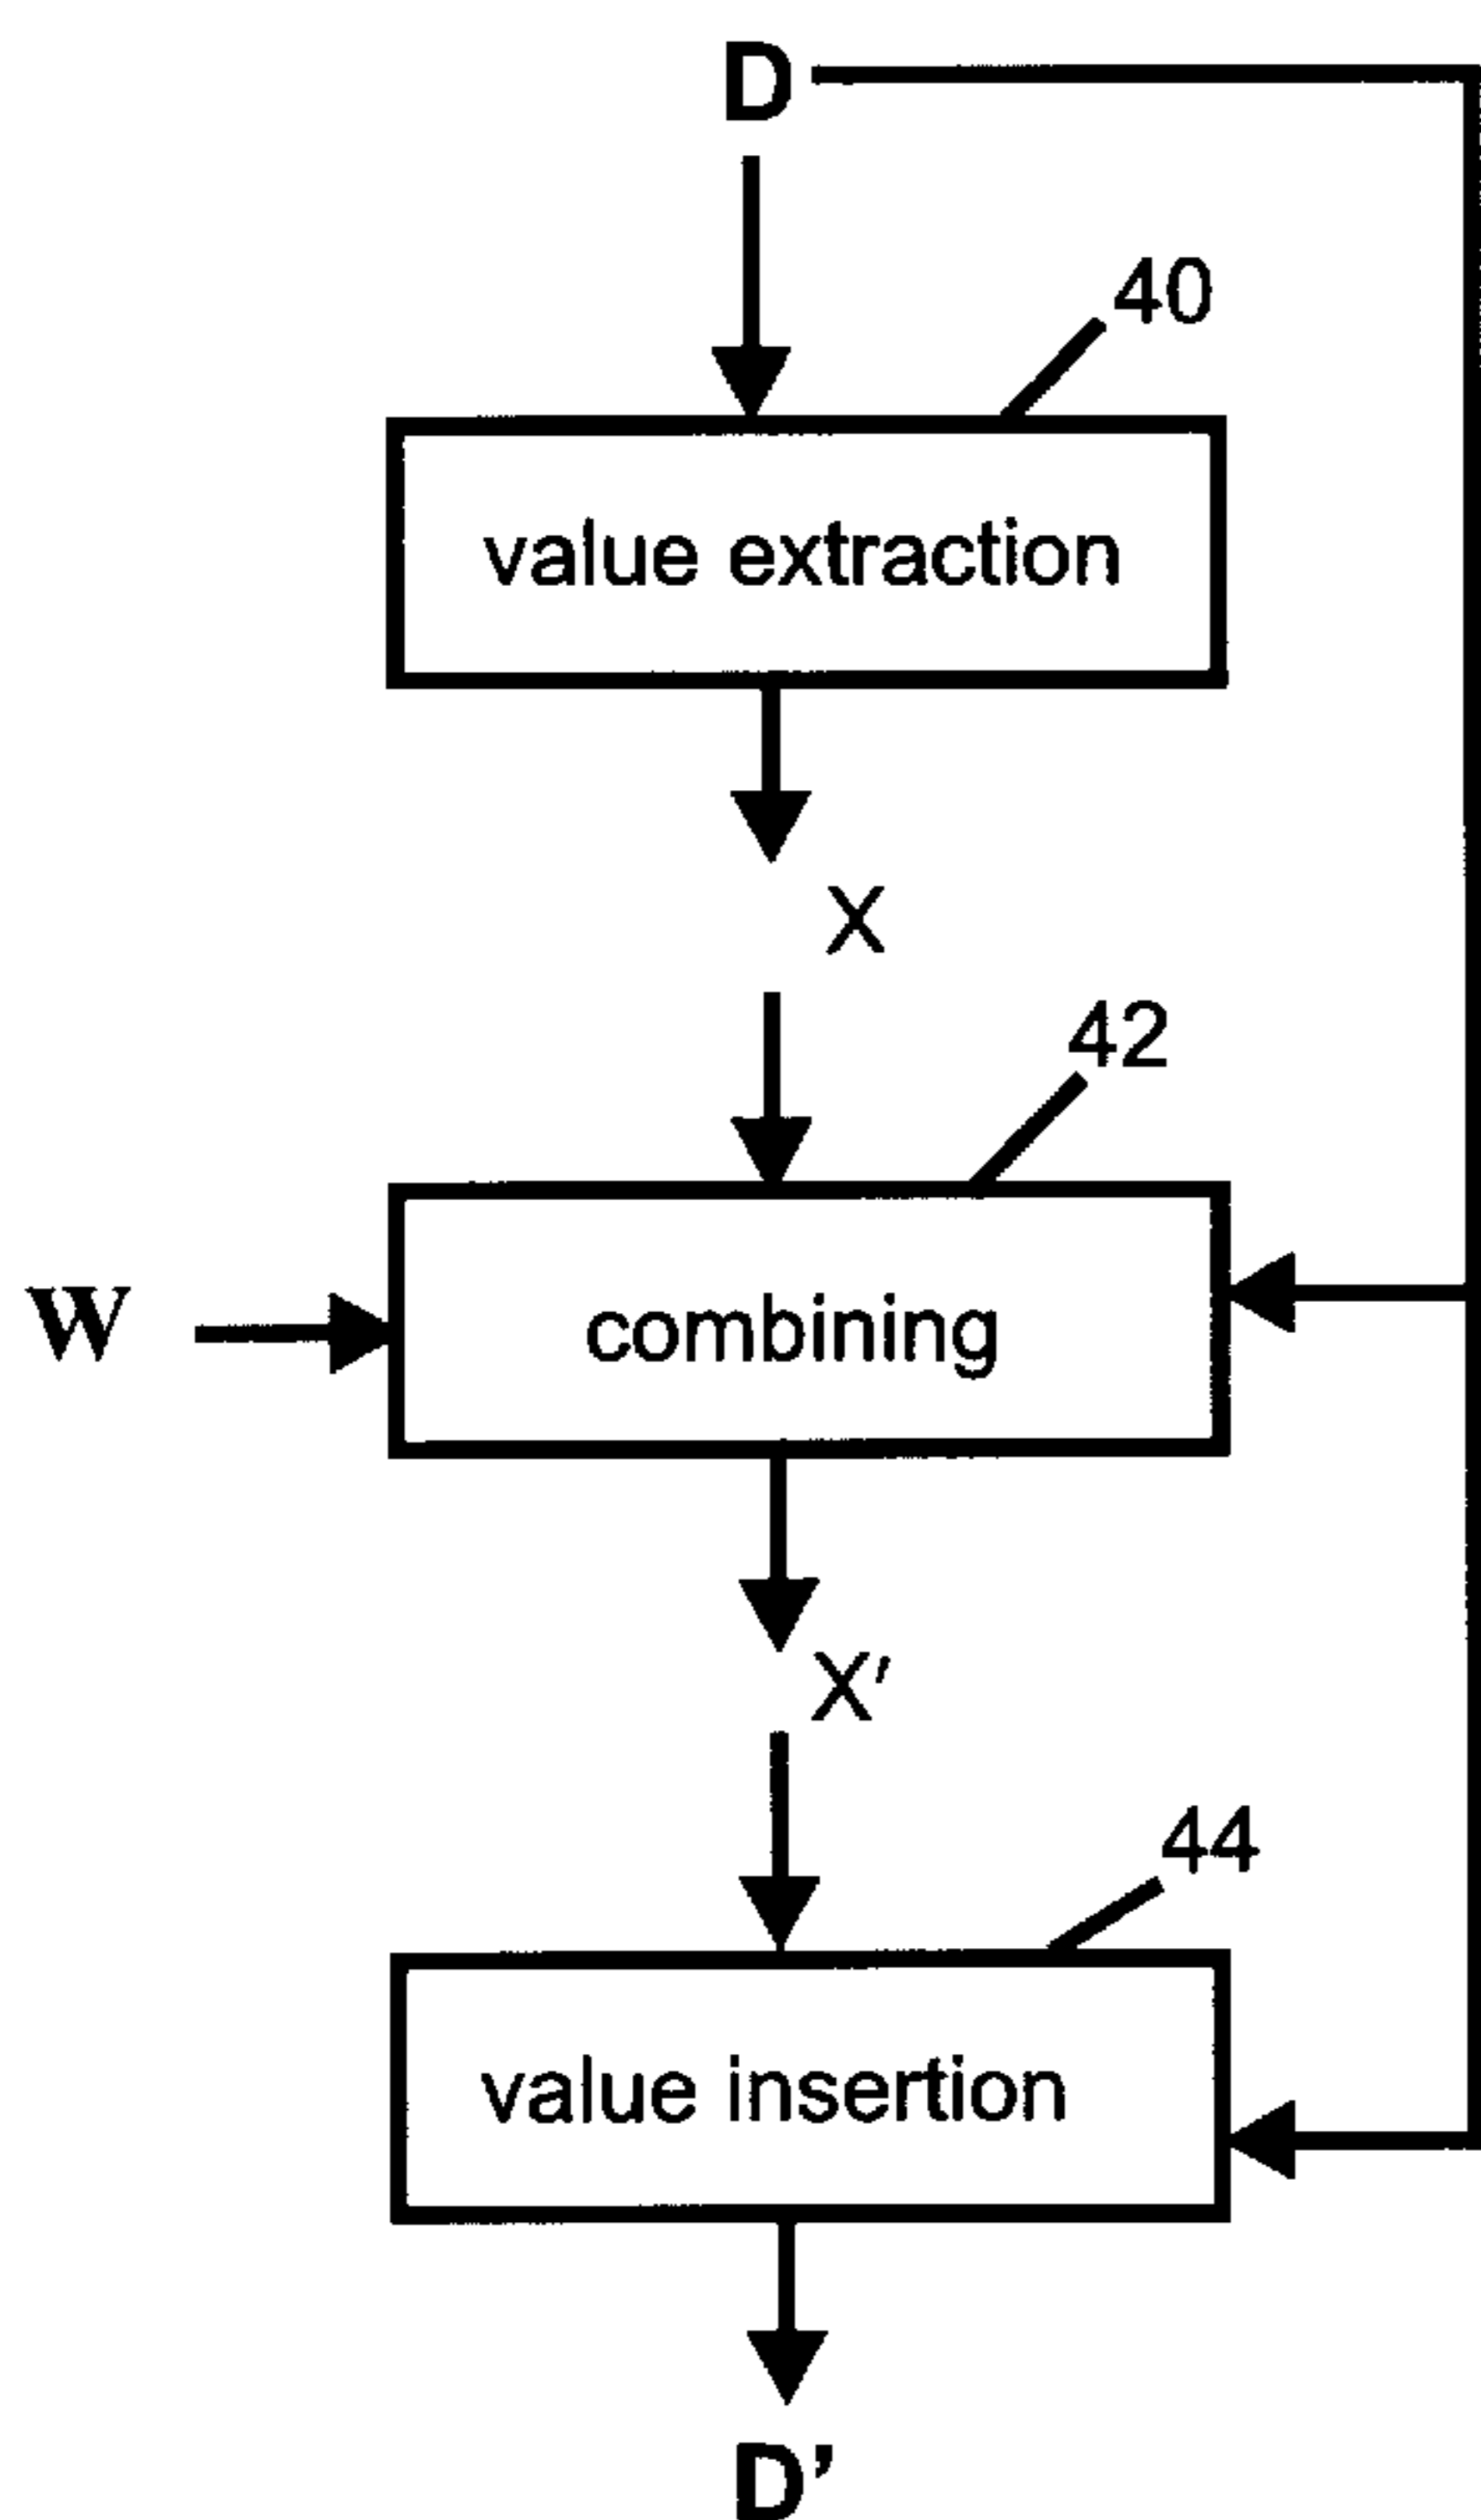 D
40
value extraction
X
42
W
combining
X'
44
value insertion
D'